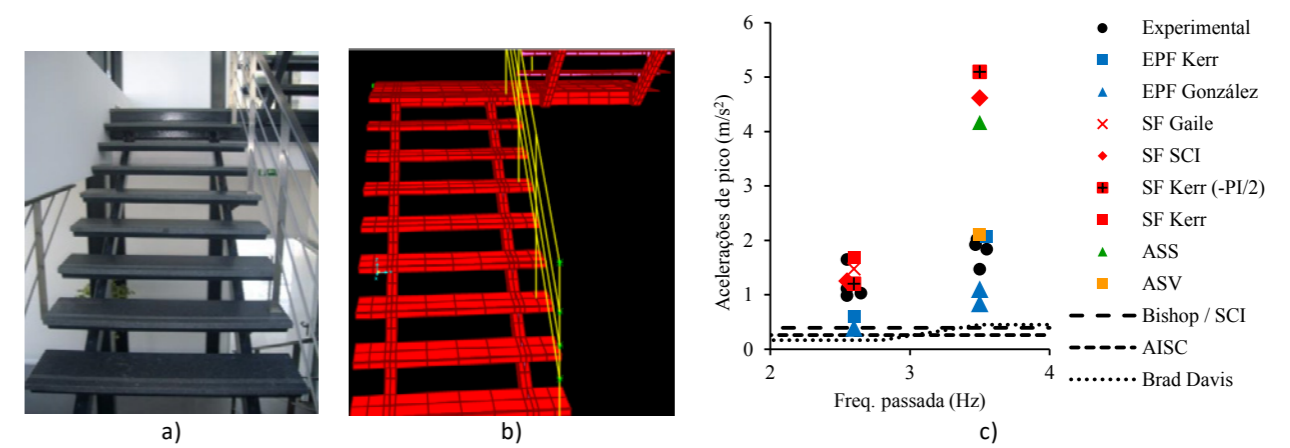 a)
b)
c)
Acelerações de pico (m/s²)
6
5
4
3
2
1
0
2
3
4
Freq. passada (Hz)
Experimental
EPF Kerr
EPF González
SF Gaile
SF SCI
SF Kerr (-PI/2)
SF Kerr
ASS
ASV
Bishop / SCI
AISC
Brad Davis